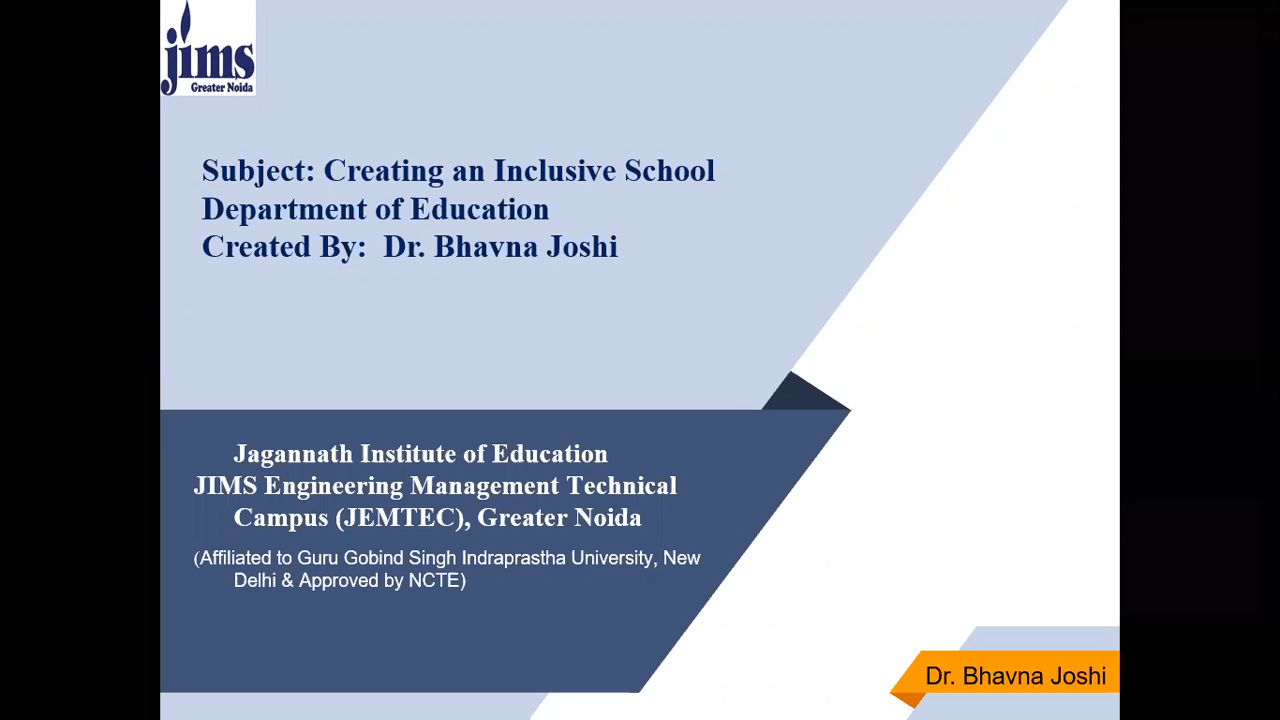 jims
Greater Noida
Subject: Creating an Inclusive School
Department of Education
Created By: Dr. Bhavna Joshi
Jagannath Institute of Education
JIMS Engineering Management Technical
Campus (JEMTEC), Greater Noida
(Affiliated to Guru Gobind Singh Indraprastha University, New
Delhi & Approved by NCTE)
Dr. Bhavna Joshi